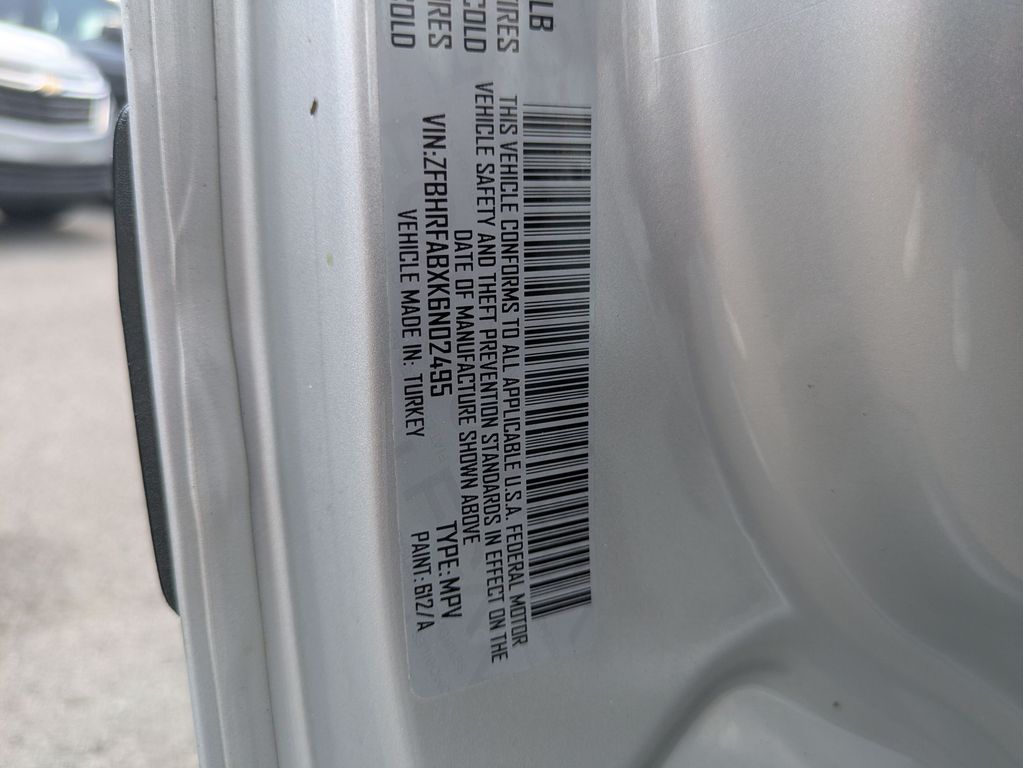 LB
IRES
COLD
RES
COLD
THIS VEHICLE CONFORMS TO ALL APPLICABLE U.S.A. FEDERAL MOTOR
VEHICLE SAFETY AND THEFT PREVENTION STANDARDS IN EFFECT ON THE
DATE OF MANUFACTURE SHOWN ABOVE
VIN:ZFBHRFABXK6N02495 TYPE:MPV
VEHICLE MADE IN: TURKEY PAINT:612/A